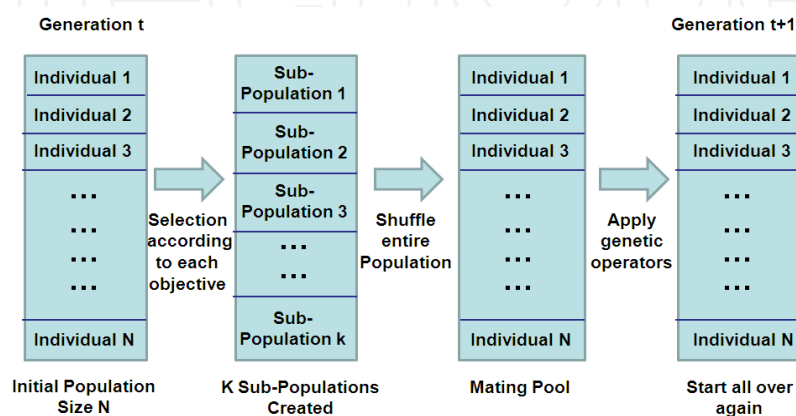 Generation t
Generation t+1
Individual 1
Individual 2
Individual 3
...
...
...
...
Individual N
Initial Population
Size N
Selection
according
to each
objective
Sub-
Population 1
Sub-
Population 2
Sub-
Population 3
...
...
Sub-
Population k
K Sub-Populations
Created
Shuffle
entire
Population
Individual 1
Individual 2
Individual 3
...
...
...
...
Individual N
Mating Pool
Apply
genetic
operators
Individual 1
Individual 2
Individual 3
...
...
...
...
Individual N
Start all over
again